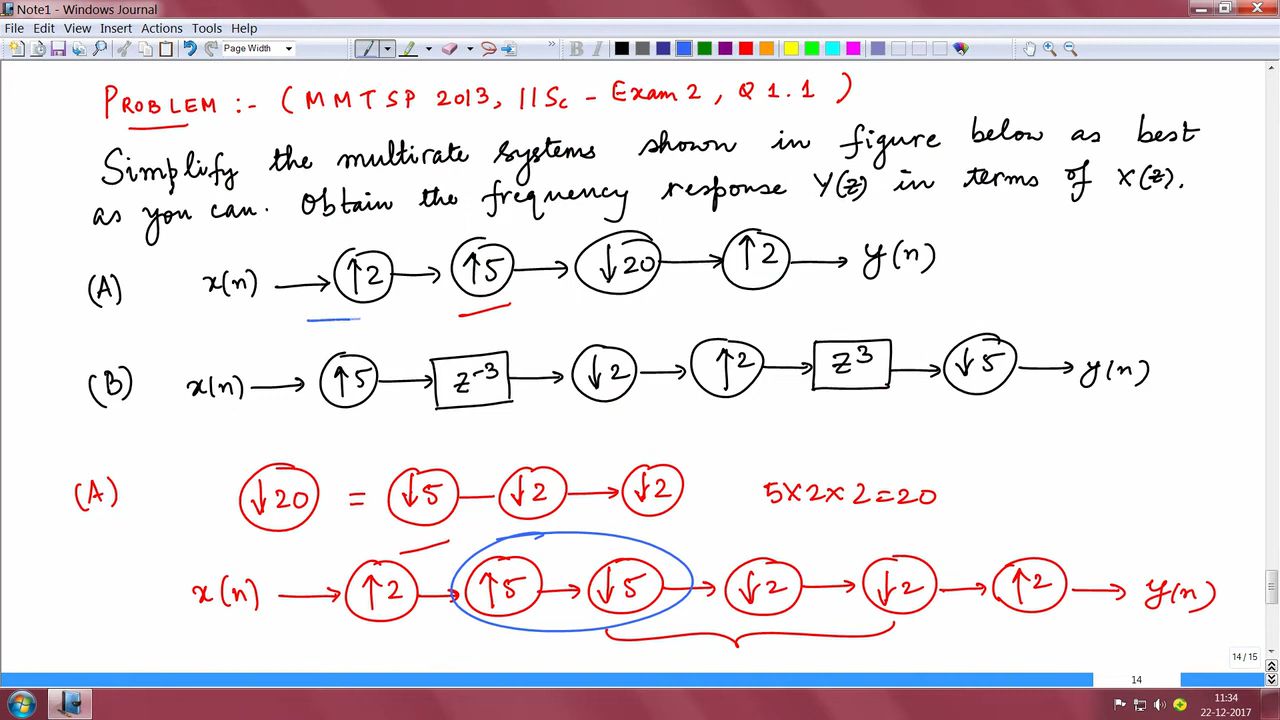 Note1 - Windows Journal
File Edit View Insert Actions Tools Help
Page Width
B I U
PROBLEM :- (MMTSP 2013, IISc - Exam 2, Q 1.1)
Simplify the multirate systems shown in figure below as best
as you can. Obtain the frequency response Y(z) in terms of X(z).
(A) x(n) → ↑2 → ↑5 → ↓20 → ↑2 → y(n)
(B) x(n) → ↑5 → z⁻³ → ↓2 → ↑2 → z³ → ↓5 → y(n)
(A) ↓20 = ↓5 — ↓2 → ↓2 5×2×2=20
x(n) → ↑2 → ↑5 → ↓5 → ↓2 → ↓2 → ↑2 → y(n)
14 / 15
14
11:34
22-12-2017